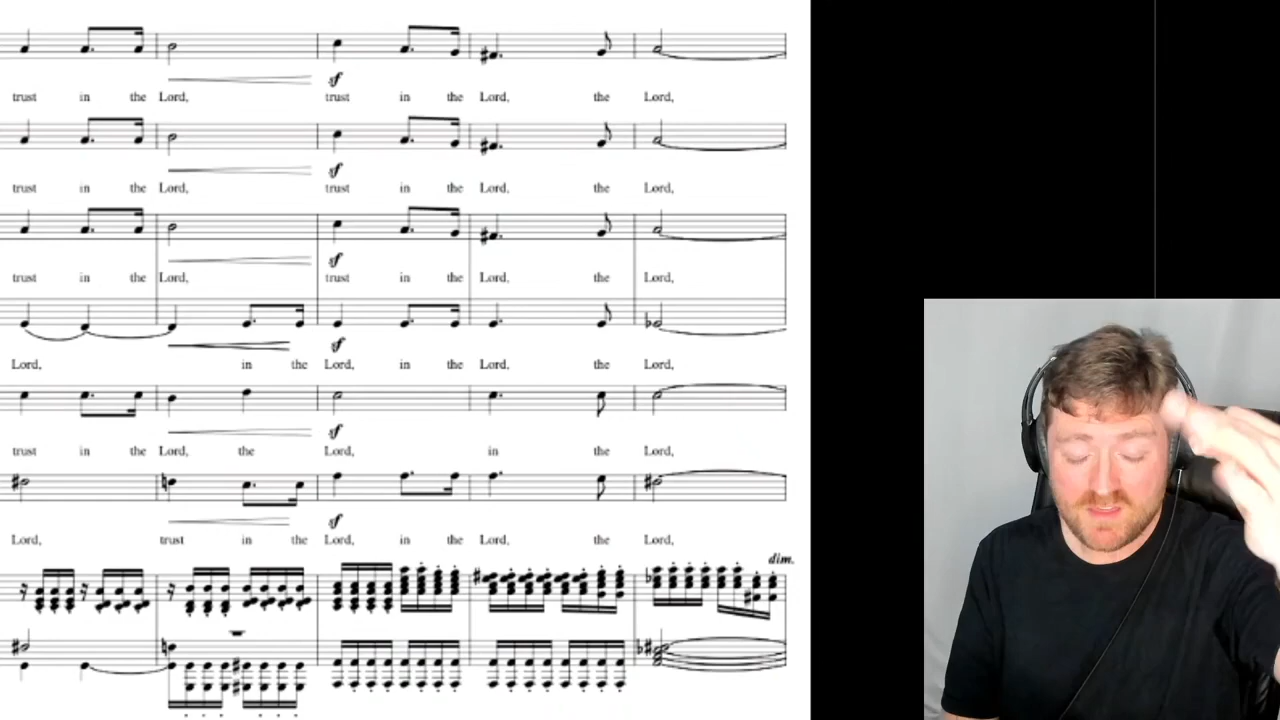 sf
trust in the Lord, trust in the Lord, the Lord,
sf
trust in the Lord, trust in the Lord, the Lord,
sf
trust in the Lord, trust in the Lord, the Lord,
sf
Lord, in the Lord, in the Lord, the Lord,
sf
trust in the Lord, the Lord, in the Lord,
sf
Lord, trust in the Lord, in the Lord, the Lord,
dim.